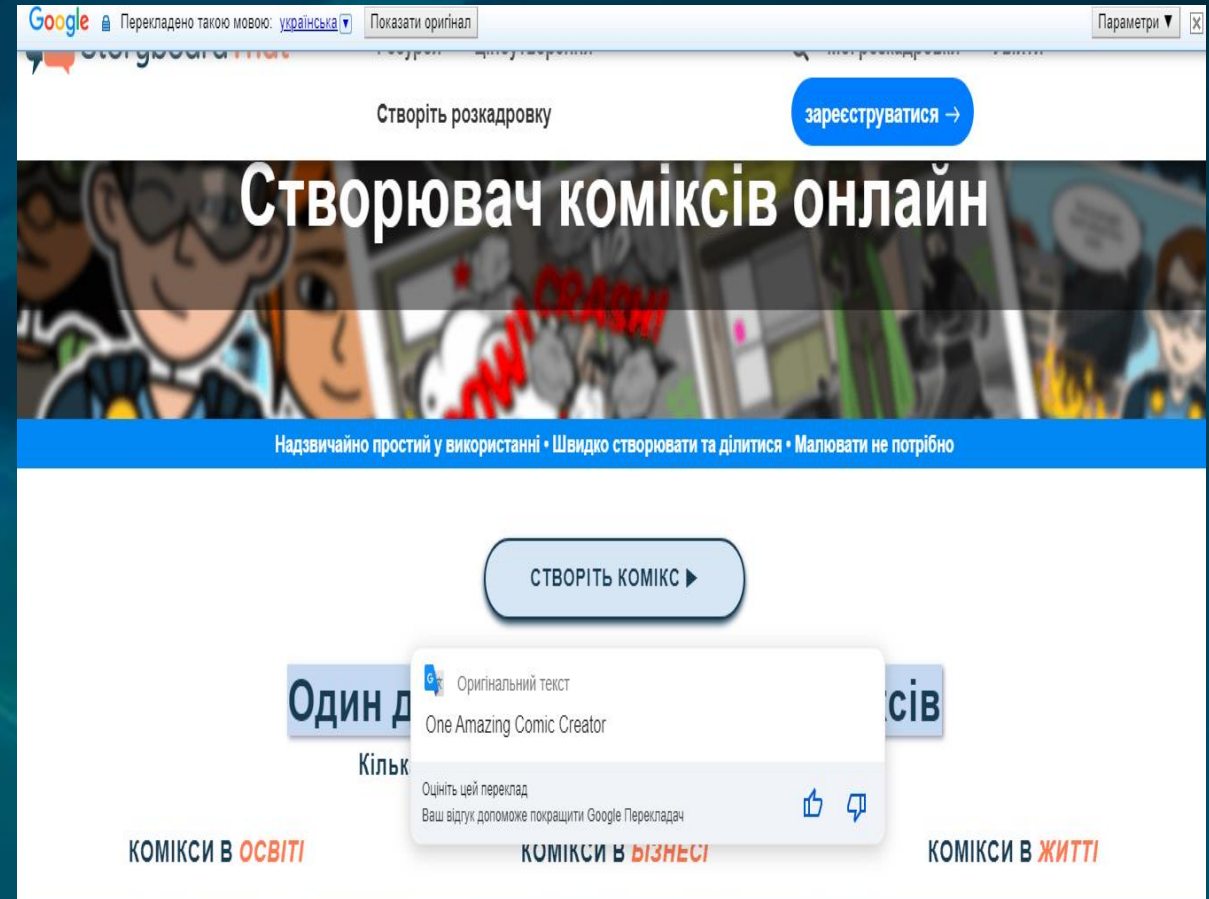 Google Перекладено такою мовою: українська Показати оригінал Параметри ▼
Створіть розкадровку
зареєструватися →
Створювач коміксів онлайн
POW! CRASH!
Надзвичайно простий у використанні • Швидко створювати та ділитися • Малювати не потрібно
СТВОРІТЬ КОМІКС ▶
Оригінальний текст
One Amazing Comic Creator
Один
Оцініть цей переклад
Ваш відгук допоможе покращити Google Перекладач
КОМІКСИ В ОСВІТІ
КОМІКСИ В БІЗНЕСІ
КОМІКСИ В ЖИТТІ